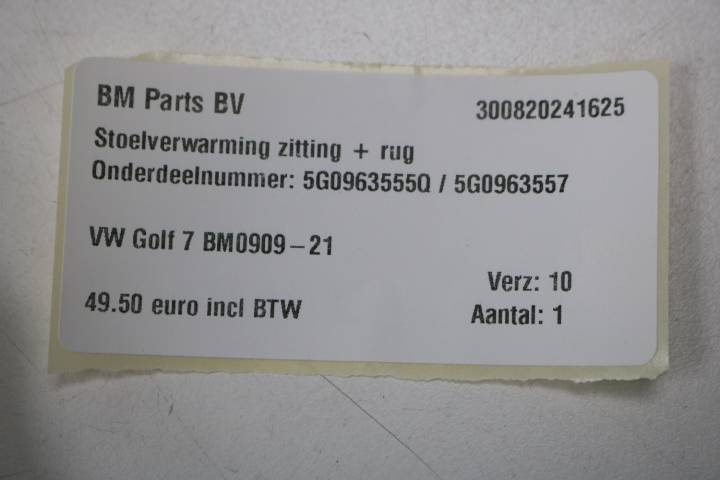 BM Parts BV 300820241625
Stoelverwarming zitting + rug
Onderdeelnummer: 5G0963555Q / 5G0963557
VW Golf 7 BM0909-21
Verz: 10
49.50 euro incl BTW
Aantal: 1